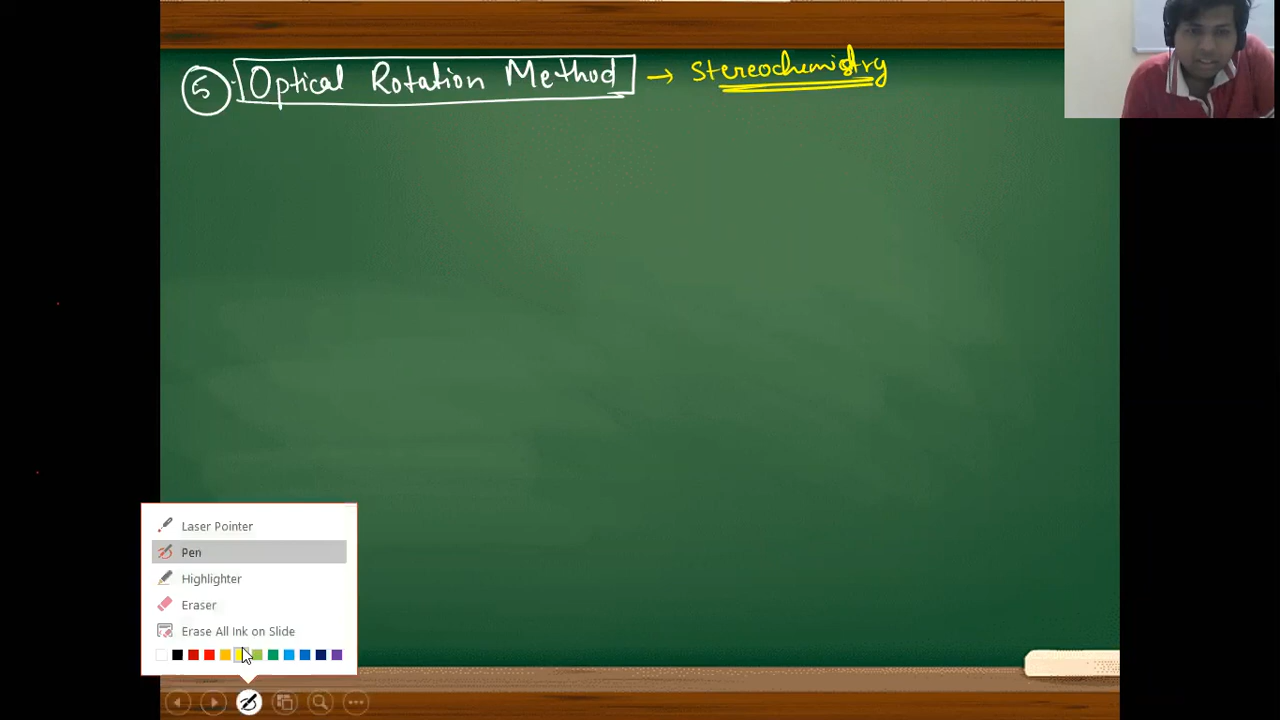 5 Optical Rotation Method → Stereochemistry
Laser Pointer
Pen
Highlighter
Eraser
Erase All Ink on Slide